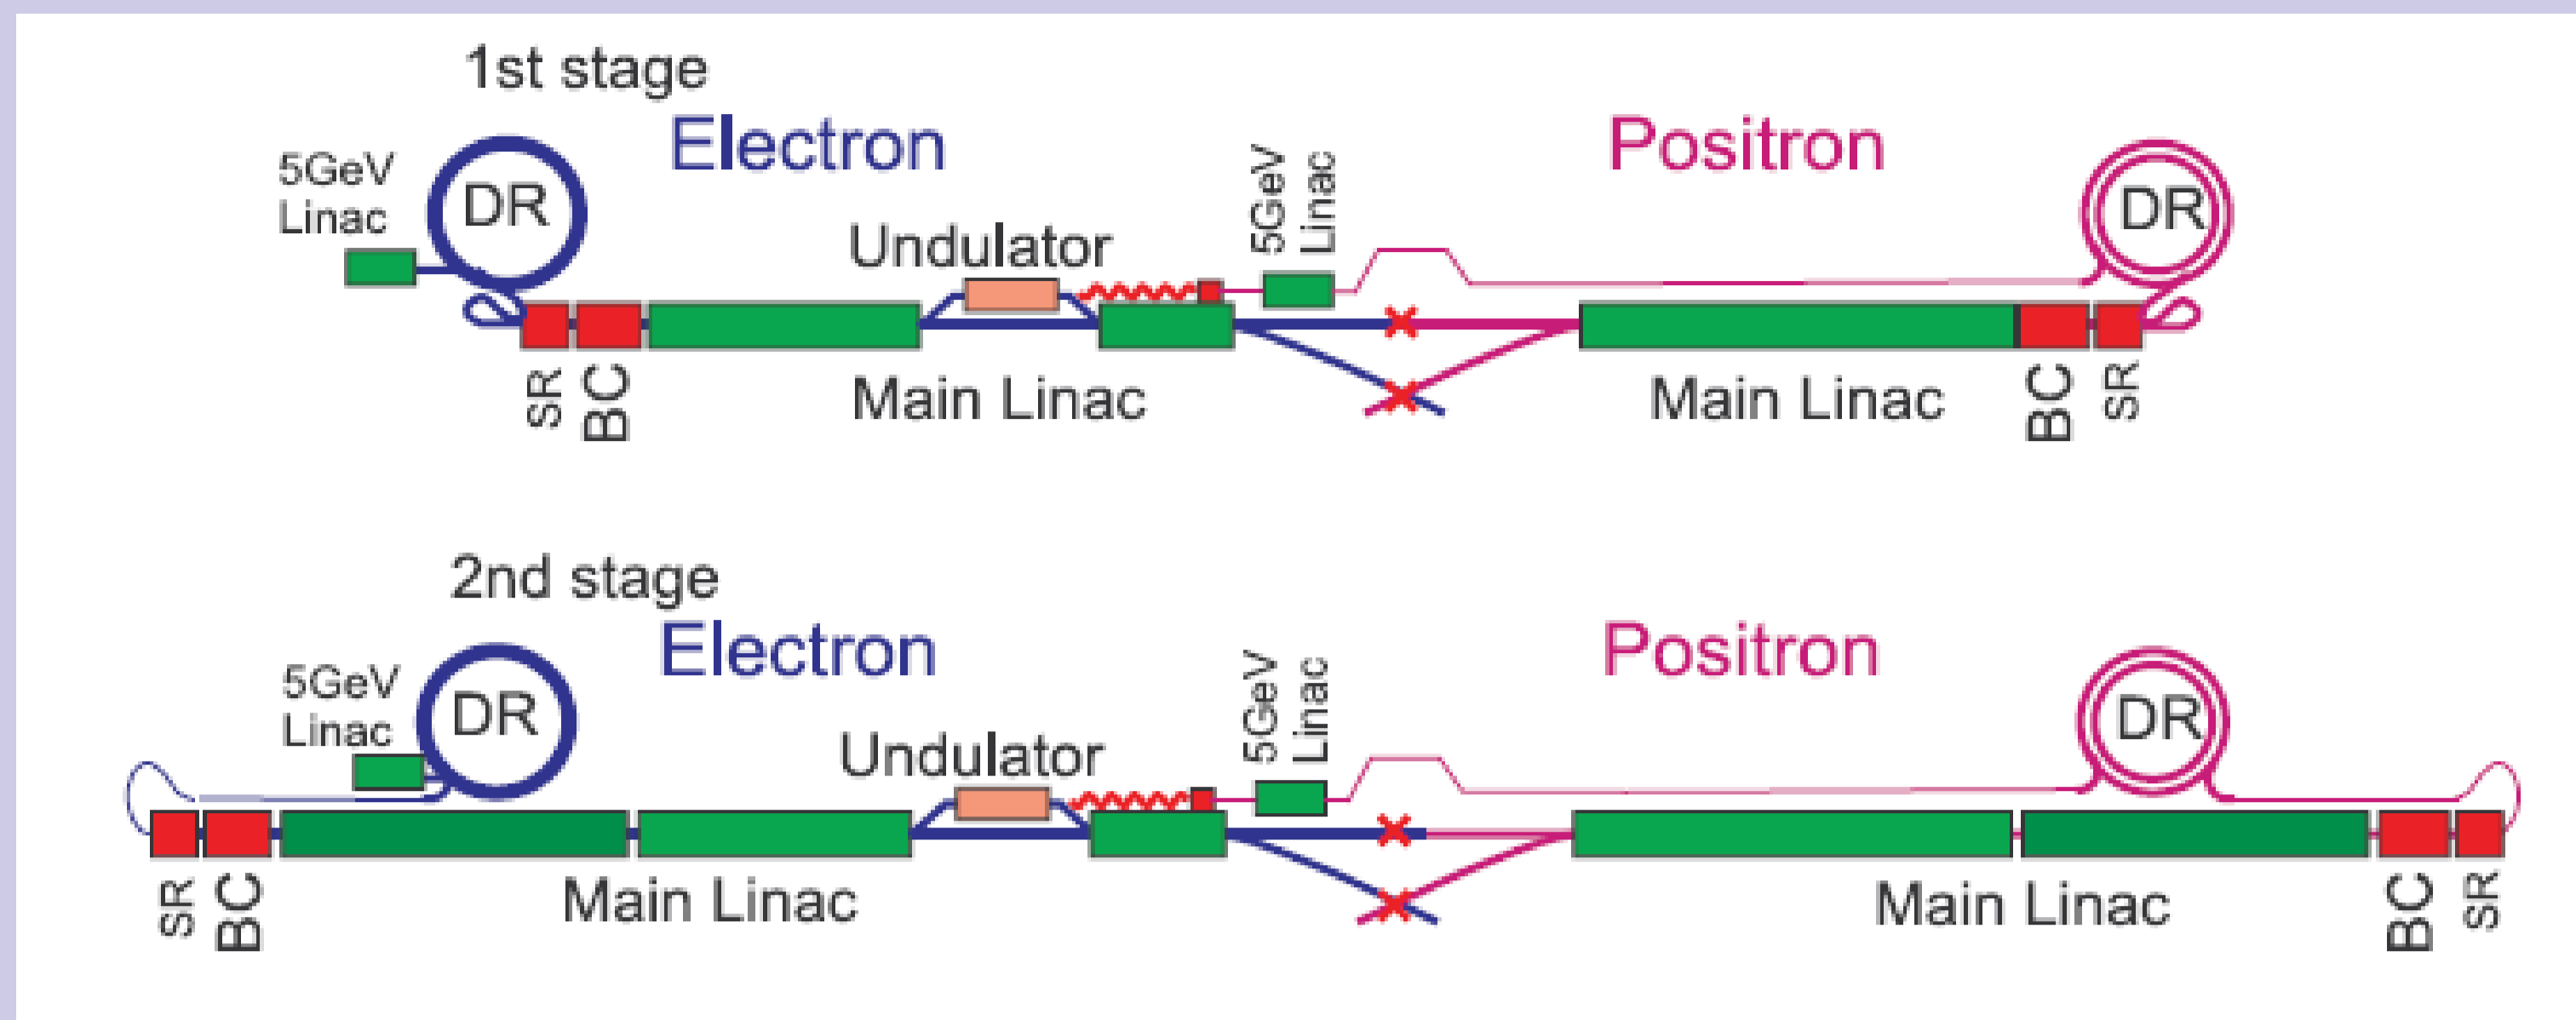 1st stage
Electron
Positron
5GeV
Linac
DR
5GeV
Linac
DR
Undulator
SR
BC
Main Linac
Main Linac
BC
SR
2nd stage
Electron
Positron
5GeV
Linac
DR
5GeV
Linac
DR
Undulator
SR
BC
Main Linac
Main Linac
BC
SR